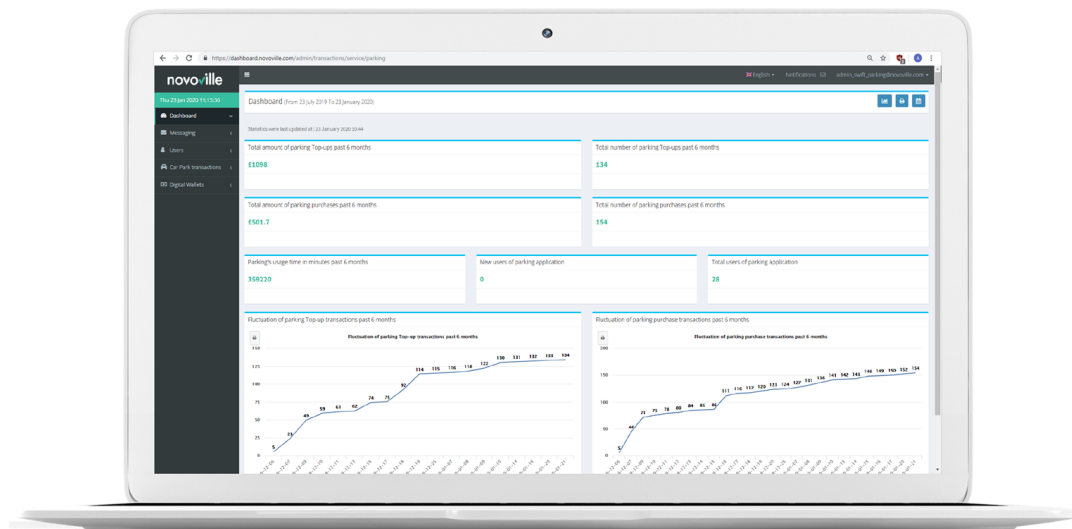 https://dashboard.novoville.com/admin/transactions/service/parking
novoville
English
Notifications
admin_swift_parking@novoville.com
Thu 23 Jan 2020 11:15:36
Dashboard
Messaging
Users
Car Park transactions
Digital Wallets
Dashboard (From 23 July 2019 To 23 January 2020)
Statistics were last updated at: 23 January 2020 10:44
Total amount of parking Top-ups past 6 months
£1098
Total number of parking Top-ups past 6 months
134
Total amount of parking purchases past 6 months
£501.7
Total number of parking purchases past 6 months
154
Parking's usage time in minutes past 6 months
359220
New users of parking application
0
Total users of parking application
28
Fluctuation of parking Top-up transactions past 6 months
Fluctuation of parking Top-up transactions past 6 months
150
125
100
75
50
25
0
5 23 49 59 61 62 74 75 92 114 115 116 118 122 130 131 132 133 134
Fluctuation of parking purchase transactions past 6 months
Fluctuation of parking purchase transactions past 6 months
200
150
100
50
0
5 44 71 75 78 80 84 85 86 111 116 117 120 123 124 127 131 136 141 142 143 148 149 150 152 154